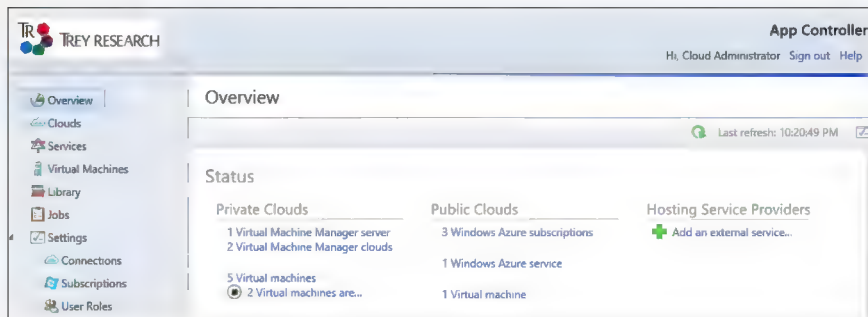 TR TREY RESEARCH
App Controller
Hi, Cloud Administrator Sign out Help
Overview
Clouds
Services
Virtual Machines
Library
Jobs
Settings
Connections
Subscriptions
User Roles
Overview
Last refresh: 10:20:49 PM
Status
Private Clouds
1 Virtual Machine Manager server
2 Virtual Machine Manager clouds
5 Virtual machines
2 Virtual machines are...
Public Clouds
3 Windows Azure subscriptions
1 Windows Azure service
1 Virtual machine
Hosting Service Providers
Add an external service...